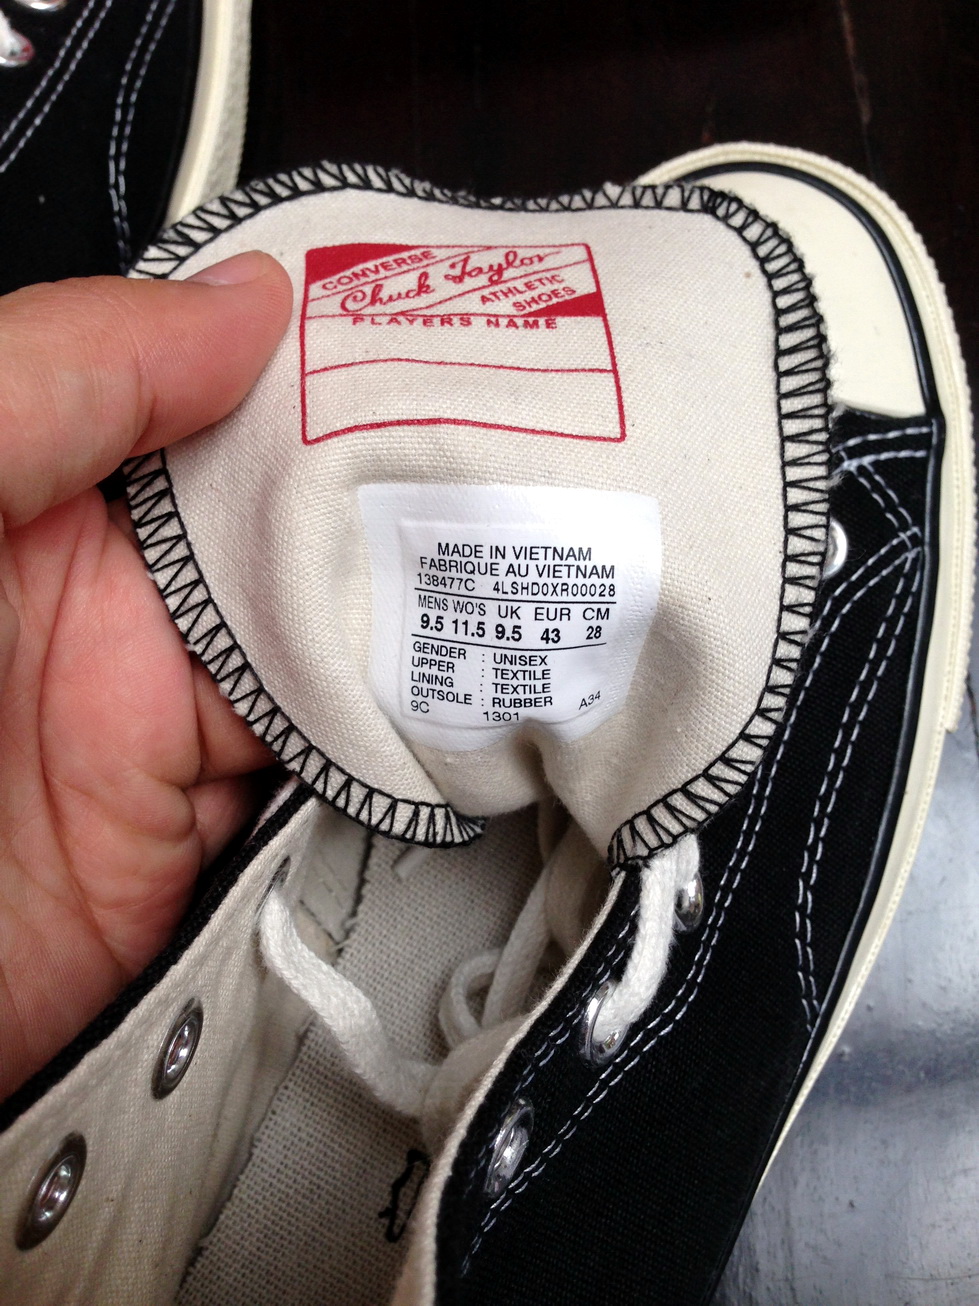 CONVERSE
Chuck Taylor
ATHLETIC
SHOES
PLAYERS NAME
MADE IN VIETNAM
FABRIQUE AU VIETNAM
138477C 4LSHD0XR00028
MENS WO'S UK EUR CM
9.5 11.5 9.5 43 28
GENDER : UNISEX
UPPER : TEXTILE
LINING : TEXTILE
OUTSOLE : RUBBER
9C 1301 A34